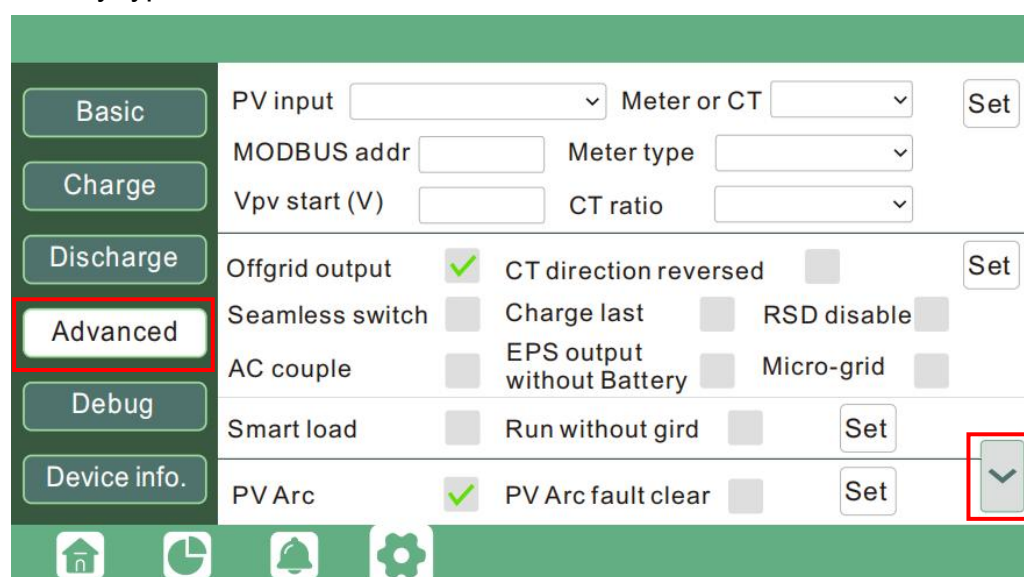 Basic
Charge
Discharge
Advanced
Debug
Device info.
PV input Meter or CT Set
MODBUS addr Meter type
Vpv start (V) CT ratio
Offgrid output CT direction reversed Set
Seamless switch Charge last RSD disable
AC couple EPS output without Battery Micro-grid
Smart load Run without gird Set
PV Arc PV Arc fault clear Set